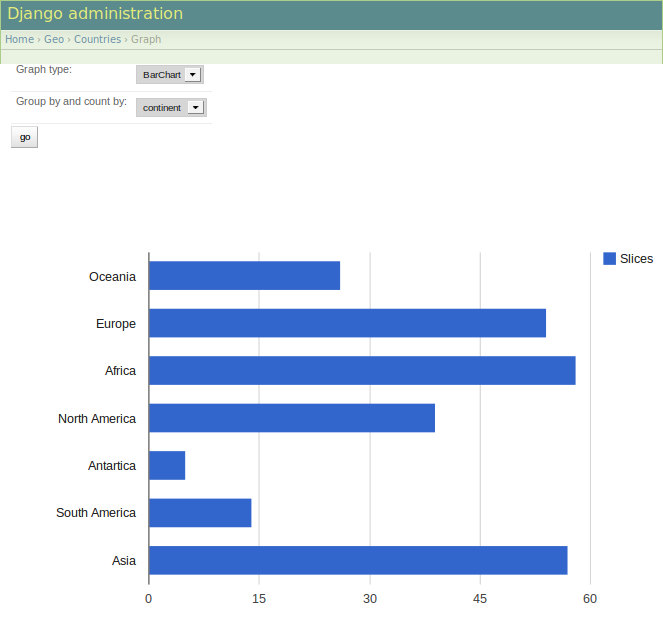 Django administration
Home › Geo › Countries › Graph
Graph type: BarChart
Group by and count by: continent
go
Slices
Oceania
Europe
Africa
North America
Antartica
South America
Asia
0 15 30 45 60